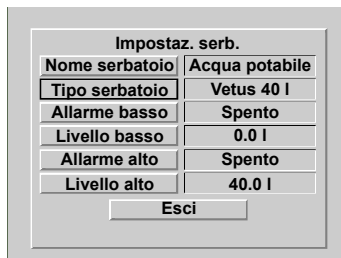 Impostaz. serb.
Nome serbatoio Acqua potabile
Tipo serbatoio Vetus 40 l
Allarme basso Spento
Livello basso 0.0 l
Allarme alto Spento
Livello alto 40.0 l
Esci